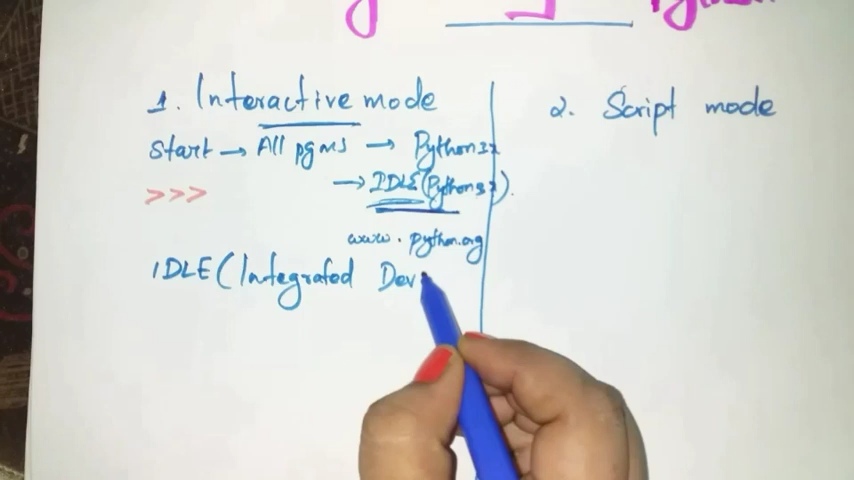 1. Interactive mode
Start → All pgms → Python3x
→ IDLE (Python3x).
>>>
www.python.org
IDLE (Integrated Dev
2. Script mode